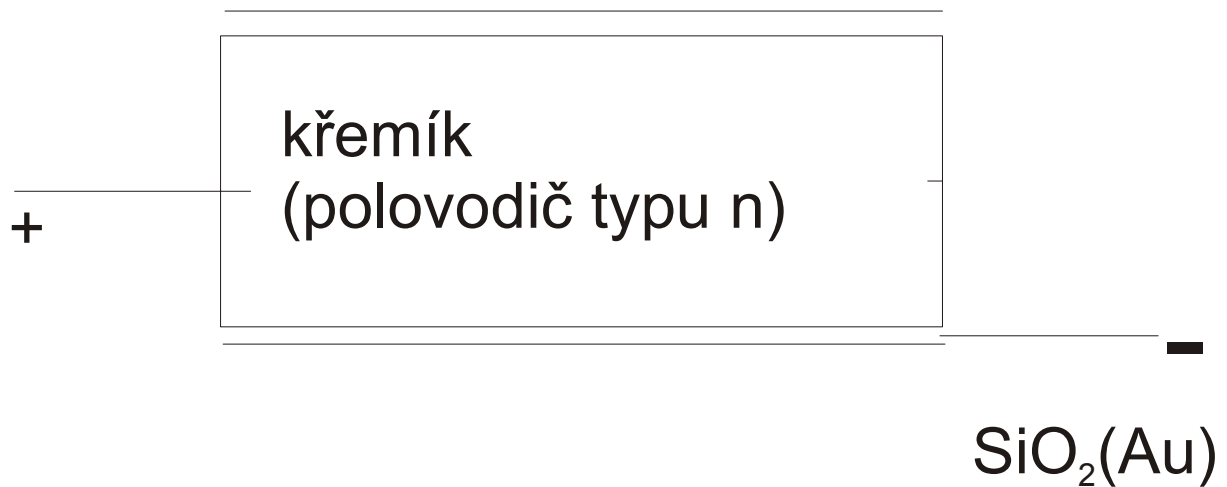 křemík
(polovodič typu n)
+
-
SiO₂(Au)